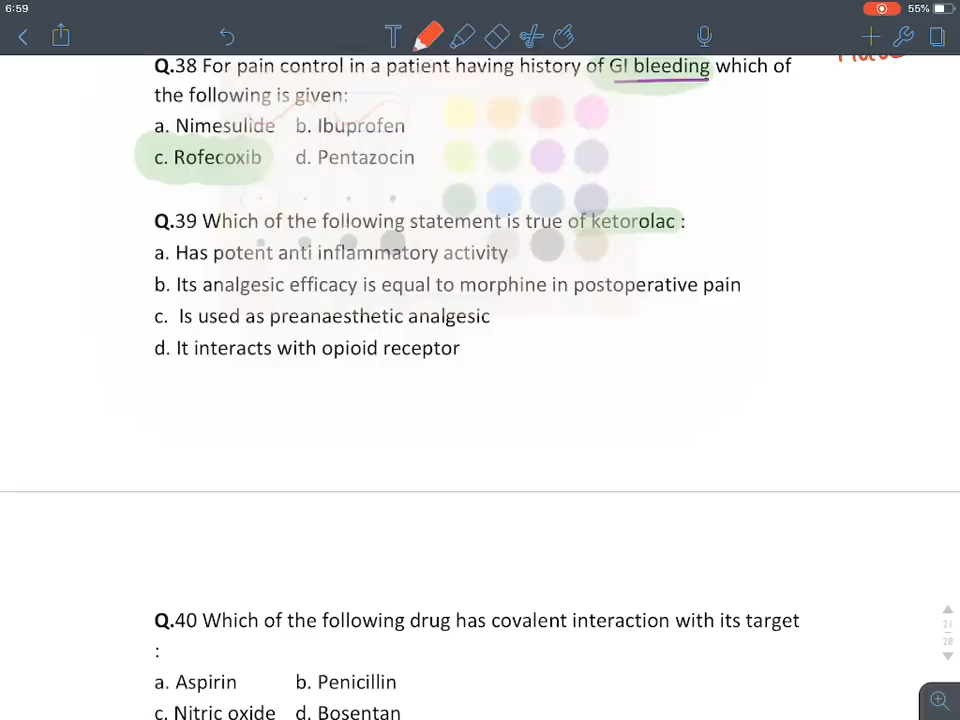 6:59
55%
T
Q.38 For pain control in a patient having history of GI bleeding which of
the following is given:
a. Nimesulide b. Ibuprofen
c. Rofecoxib d. Pentazocin
Q.39 Which of the following statement is true of ketorolac :
a. Has potent anti inflammatory activity
b. Its analgesic efficacy is equal to morphine in postoperative pain
c. Is used as preanaesthetic analgesic
d. It interacts with opioid receptor
Q.40 Which of the following drug has covalent interaction with its target
:
a. Aspirin b. Penicillin
c. Nitric oxide d. Bosentan
21
28